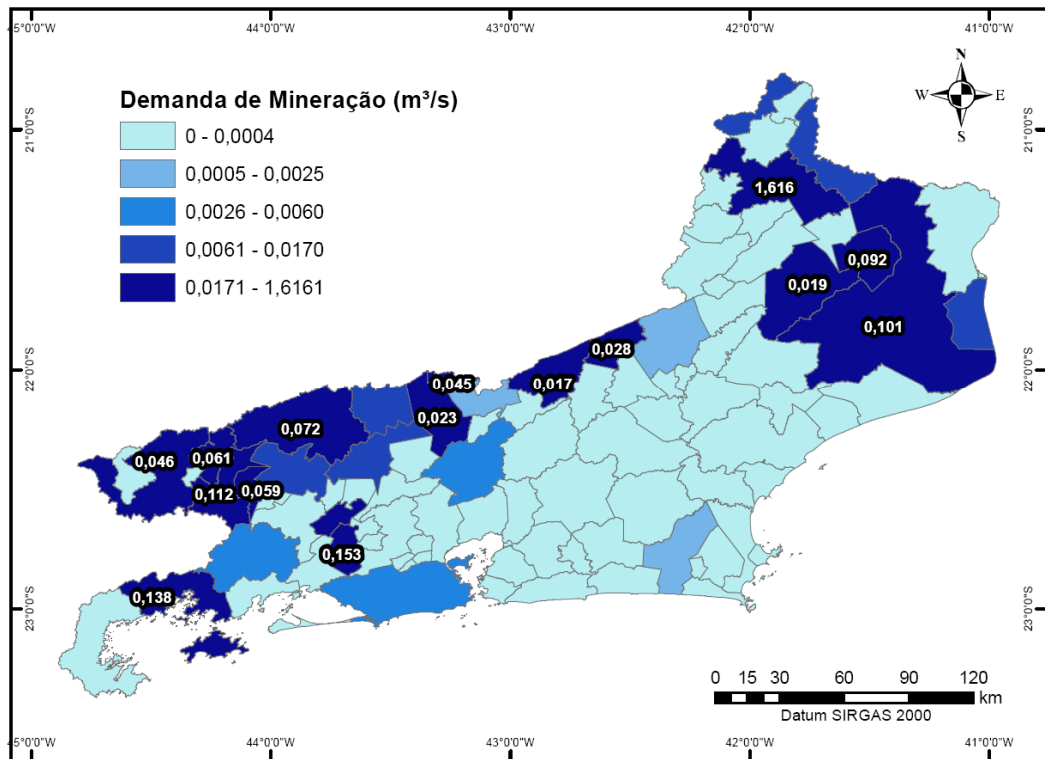 45°0'0"W 44°0'0"W 43°0'0"W 42°0'0"W 41°0'0"W
N
W E
S
Demanda de Mineração (m³/s)
0 - 0,0004
0,0005 - 0,0025
0,0026 - 0,0060
0,0061 - 0,0170
0,0171 - 1,6161
21°0'0"S
21°0'0"S
1,616
0,092
0,019
0,101
0,028
22°0'0"S
22°0'0"S
0,045
0,017
0,023
0,072
0,061
0,046
0,059
0,112
0,153
0,138
23°0'0"S
23°0'0"S
0 15 30 60 90 120
km
Datum SIRGAS 2000
45°0'0"W 44°0'0"W 43°0'0"W 42°0'0"W 41°0'0"W